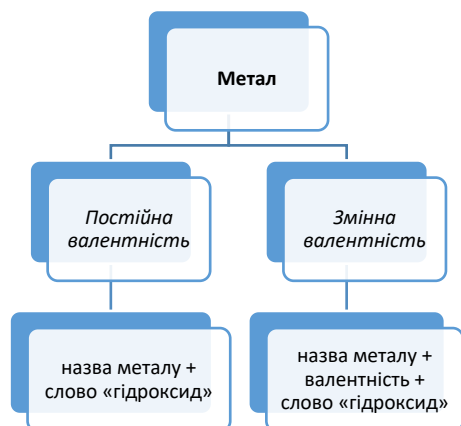 Метал
Постійна
валентність
Змінна
валентність
назва металу +
слово «гідроксид»
назва металу +
валентність +
слово «гідроксид»